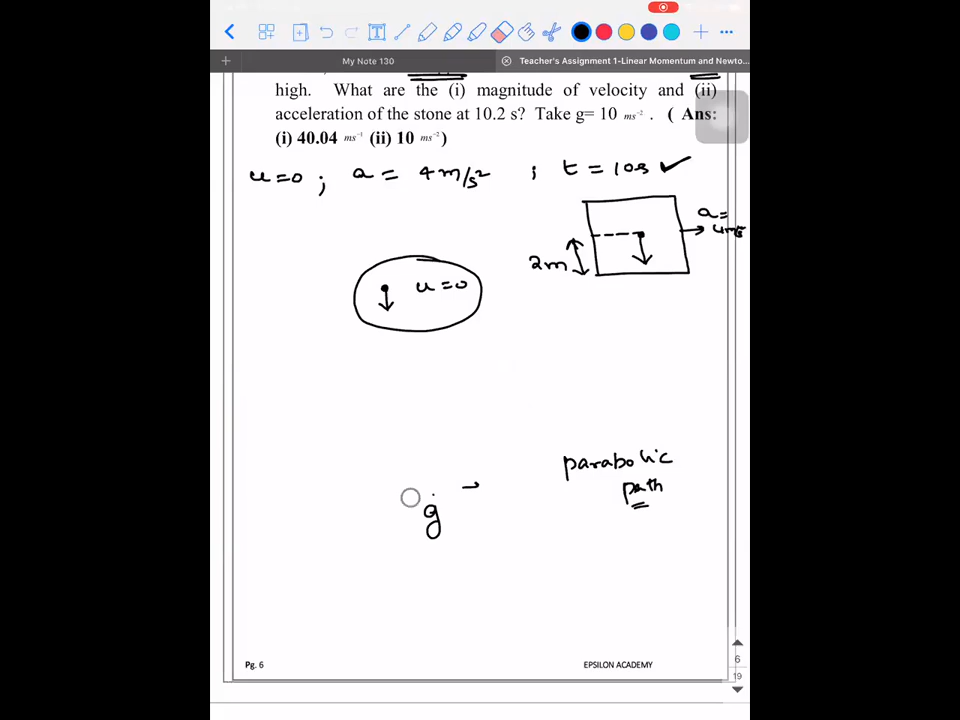 My Note 130
Teacher's Assignment 1-Linear Momentum and Newto...
high. What are the (i) magnitude of velocity and (ii)
acceleration of the stone at 10.2 s? Take g= 10 ms⁻² . ( Ans:
(i) 40.04 ms⁻¹ (ii) 10 ms⁻²)
u=0 ; a = 4m/s² ; t = 10s ✓
a=
4m/s
2m
u=0
parabolic
path
g
Pg. 6
EPSILON ACADEMY
6
19